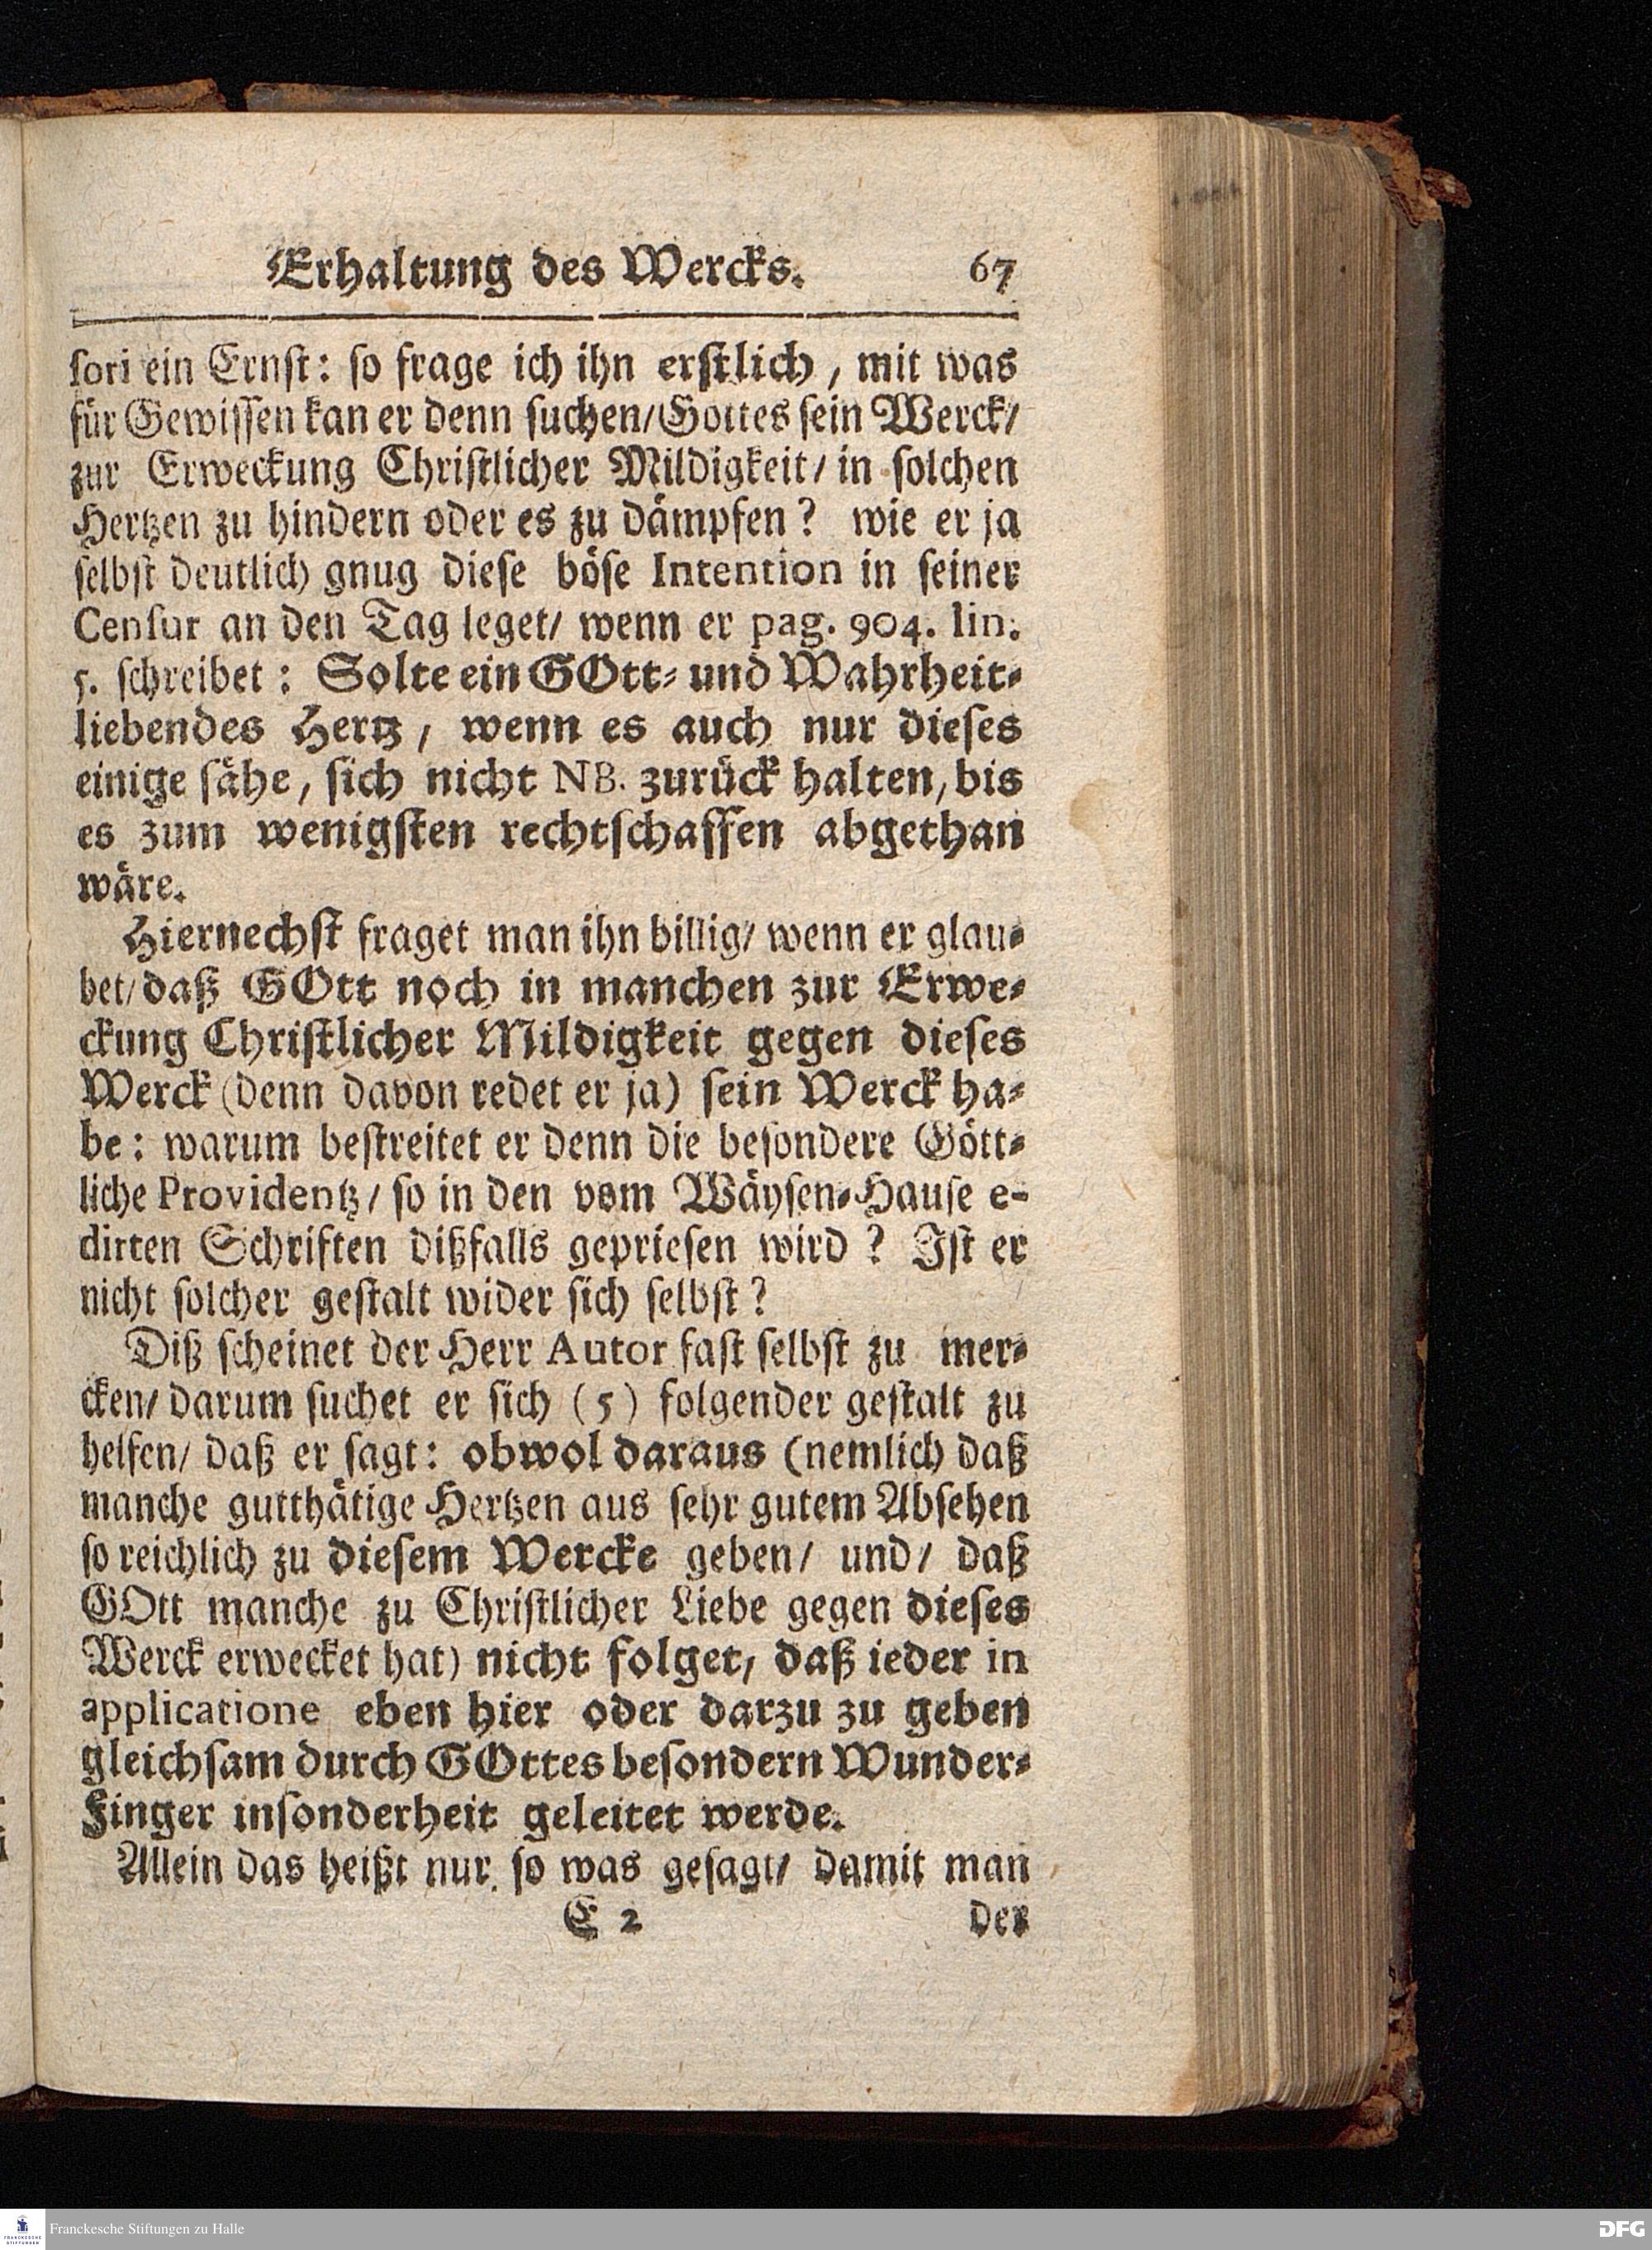 Erhaltung des Wercks. 67
ſori ein Ernſt: ſo frage ich ihn erſtlich, mit was
für Gewiſſen kan er denn ſuchen/ Gottes ſein Werck/
zur Erweckung Chriſtlicher Mildigkeit/ in ſolchen
Hertzen zu hindern oder es zu dämpfen? wie er ja
ſelbſt deutlich gnug dieſe böſe Intention in ſeiner
Cenſur an den Tag leget/ wenn er pag. 904. lin.
5. ſchreibet: Solte ein GOtt- und Wahrheit-
liebendes Hertz, wenn es auch nur dieſes
einige ſähe, ſich nicht NB. zurück halten, bis
es zum wenigſten rechtſchaffen abgethan
wäre.
Hiernechſt fraget man ihn billig/ wenn er glau-
bet/ daß GOtt noch in manchen zur Erwe-
ckung Chriſtlicher Mildigkeit gegen dieſes
Werck (denn davon redet er ja) ſein Werck ha-
be: warum beſtreitet er denn die beſondere Gött-
liche Providentz/ ſo in den vom Wäyſen-Hauſe e-
dirten Schriften dißfalls geprieſen wird? Iſt er
nicht ſolcher geſtalt wider ſich ſelbſt?
Diß ſcheinet der Herr Autor faſt ſelbſt zu mer-
cken/ darum ſuchet er ſich (5) folgender geſtalt zu
helfen/ daß er ſagt: obwol daraus (nemlich daß
manche gutthätige Hertzen aus ſehr gutem Abſehen
ſo reichlich zu dieſem Wercke geben/ und/ daß
GOtt manche zu Chriſtlicher Liebe gegen dieſes
Werck erwecket hat) nicht folget, daß ieder in
applicatione eben hier oder darzu zu geben
gleichſam durch GOttes beſondern Wunder-
Finger inſonderheit geleitet werde.
Allein das heißt nur ſo was geſagt/ damit man
E 2 der
Franckesche Stiftungen zu Halle
FRANCKESCHE STIFTUNGEN
DFG